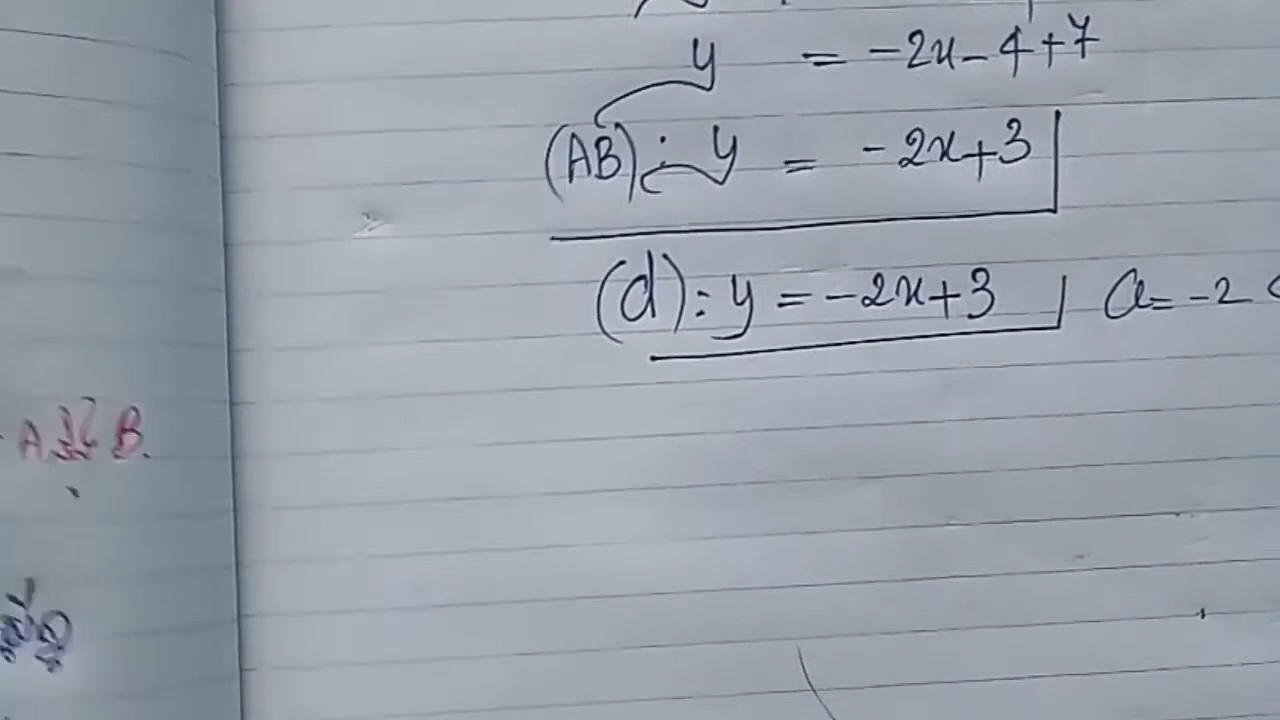 y = -2x - 4 + 7
(AB) : y = -2x + 3
(d) : y = -2x + 3 | a = -2 <
A B.